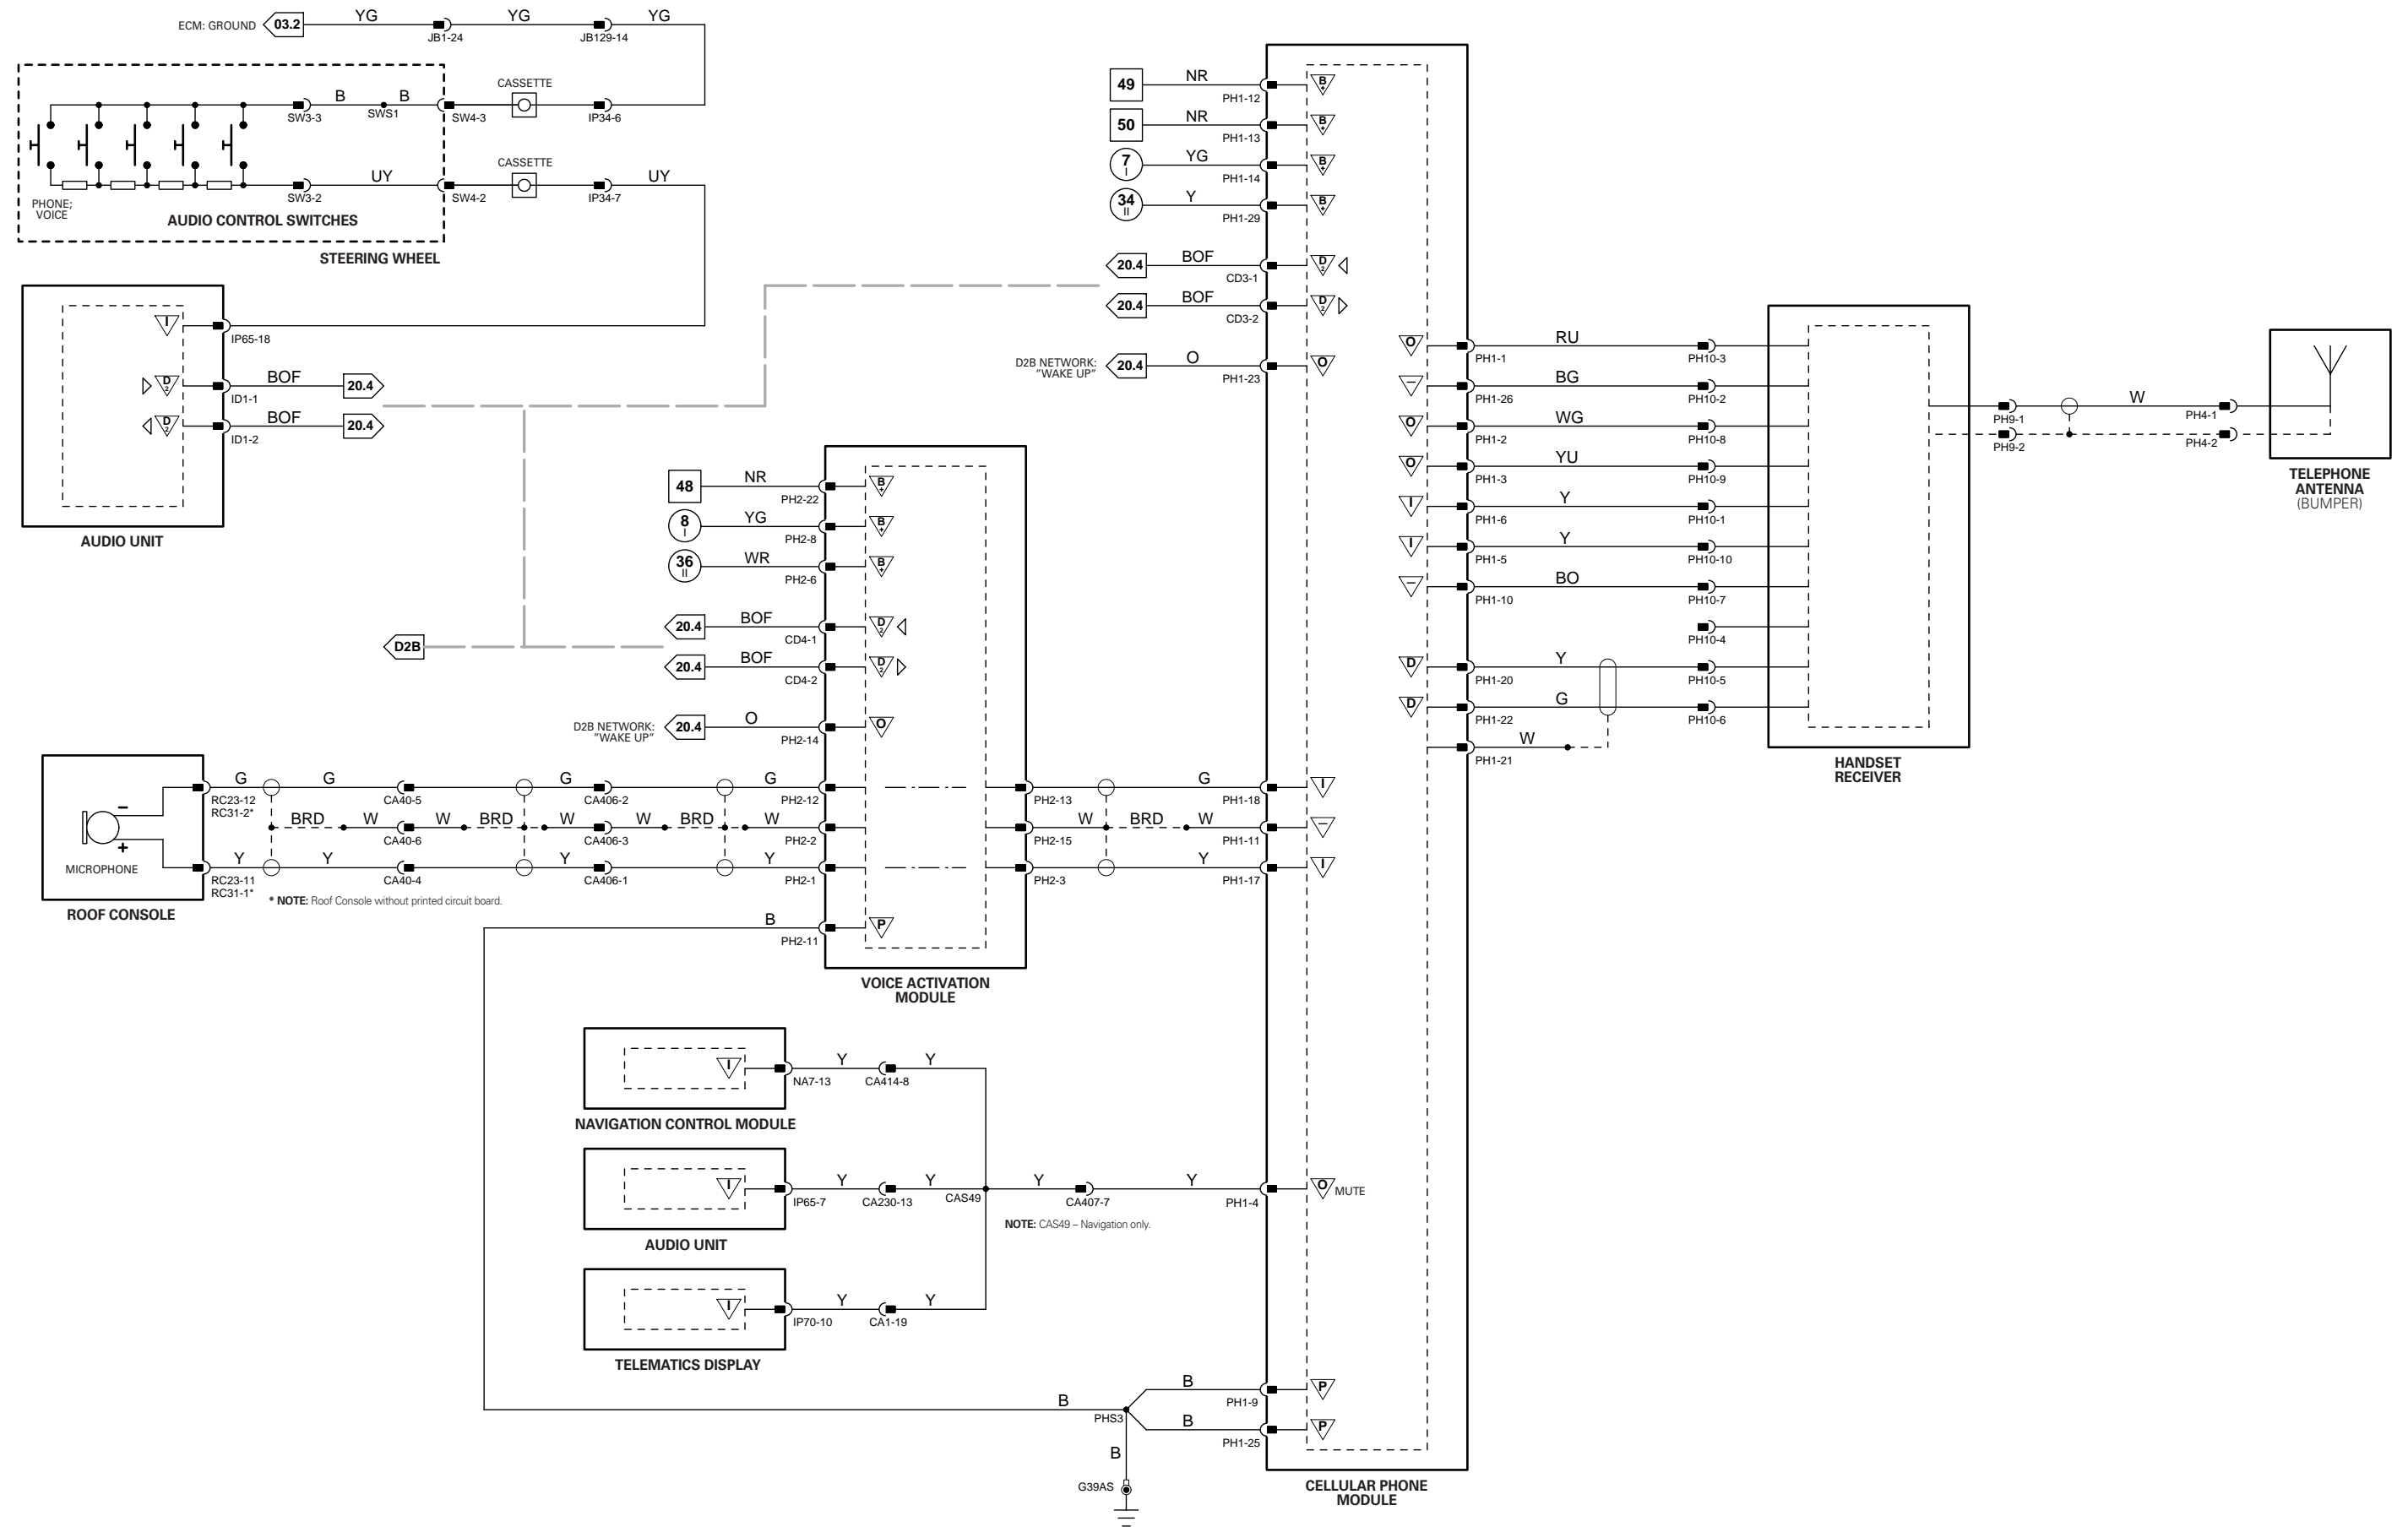 ECM: GROUND 03.2 YG YG YG
JB1-24 JB129-14
CASSETTE
B B
SW3-3 SWS1 SW4-3 IP34-6
CASSETTE
UY UY
SW3-2 SW4-2 IP34-7
PHONE;
VOICE
AUDIO CONTROL SWITCHES
STEERING WHEEL
I
IP65-18
D
2
BOF 20.4
ID1-1
D
2
BOF 20.4
ID1-2
AUDIO UNIT
D2B
49 NR B+
PH1-12
50 NR B+
PH1-13
7
I
YG B+
PH1-14
34
II
Y B+
PH1-29
20.4 BOF D
2
CD3-1
20.4 BOF D
2
CD3-2
D2B NETWORK:
"WAKE UP"
20.4 O O
PH1-23
48 NR B+
PH2-22
8
I
YG B+
PH2-8
36
II
WR B+
PH2-6
20.4 BOF D
2
CD4-1
20.4 BOF D
2
CD4-2
D2B NETWORK:
"WAKE UP"
20.4 O O
PH2-14
O RU
PH1-1 PH10-3
– BG
PH1-26 PH10-2
O WG
PH1-2 PH10-8
O YU
PH1-3 PH10-9
I Y
PH1-6 PH10-1
I Y
PH1-5 PH10-10
– BO
PH1-10 PH10-7
PH10-4
D Y
PH1-20 PH10-5
D G
PH1-22 PH10-6
W
PH1-21
HANDSET
RECEIVER
W
PH9-1 PH4-1
PH9-2 PH4-2
TELEPHONE
ANTENNA
(BUMPER)
G G G G G I
RC23-12 CA40-5 CA406-2 PH2-12 PH2-13 PH1-18
RC31-2*
–
BRD W W BRD W W BRD W W BRD W –
CA40-6 CA406-3 PH2-2 PH2-15 PH1-11
+
Y Y Y Y Y I
MICROPHONE
RC23-11 CA40-4 CA406-1 PH2-1 PH2-3 PH1-17
RC31-1*
* NOTE: Roof Console without printed circuit board.
ROOF CONSOLE
B P
PH2-11
VOICE ACTIVATION
MODULE
I Y Y
NA7-13 CA414-8
NAVIGATION CONTROL MODULE
I Y Y Y Y O MUTE
IP65-7 CA230-13 CAS49 CA407-7 PH1-4
NOTE: CAS49 – Navigation only.
AUDIO UNIT
I Y Y
IP70-10 CA1-19
TELEMATICS DISPLAY
B B P
PH1-9
PHS3
B P
PH1-25
B
G39AS
CELLULAR PHONE
MODULE